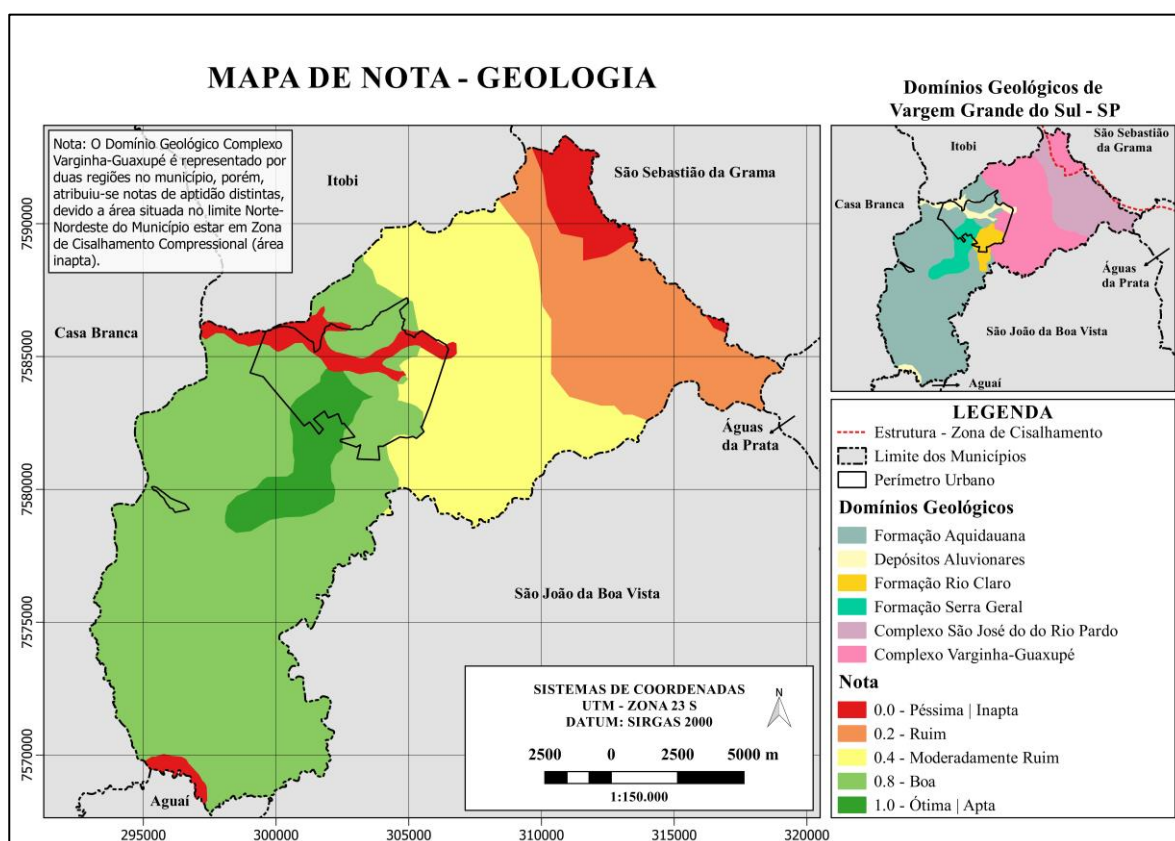 MAPA DE NOTA - GEOLOGIA
Nota: O Domínio Geológico Complexo
Varginha-Guaxupé é representado por
duas regiões no município, porém,
atribuiu-se notas de aptidão distintas,
devido a área situada no limite Norte-
Nordeste do Município estar em Zona
de Cisalhamento Compressional (área
inapta).
Itobi
São Sebastião da Grama
Casa Branca
Águas
da Prata
São João da Boa Vista
Aguaí
7590000
7585000
7580000
7575000
7570000
295000
300000
305000
310000
315000
320000
SISTEMAS DE COORDENADAS
UTM - ZONA 23 S
DATUM: SIRGAS 2000
N
2500 0 2500 5000 m
1:150.000
Domínios Geológicos de
Vargem Grande do Sul - SP
Itobi
São Sebastião
da Grama
Casa Branca
Águas
da Prata
São João da Boa Vista
Aguaí
LEGENDA
Estrutura - Zona de Cisalhamento
Limite dos Municípios
Perímetro Urbano
Domínios Geológicos
Formação Aquidauana
Depósitos Aluvionares
Formação Rio Claro
Formação Serra Geral
Complexo São José do do Rio Pardo
Complexo Varginha-Guaxupé
Nota
0.0 - Péssima | Inapta
0.2 - Ruim
0.4 - Moderadamente Ruim
0.8 - Boa
1.0 - Ótima | Apta